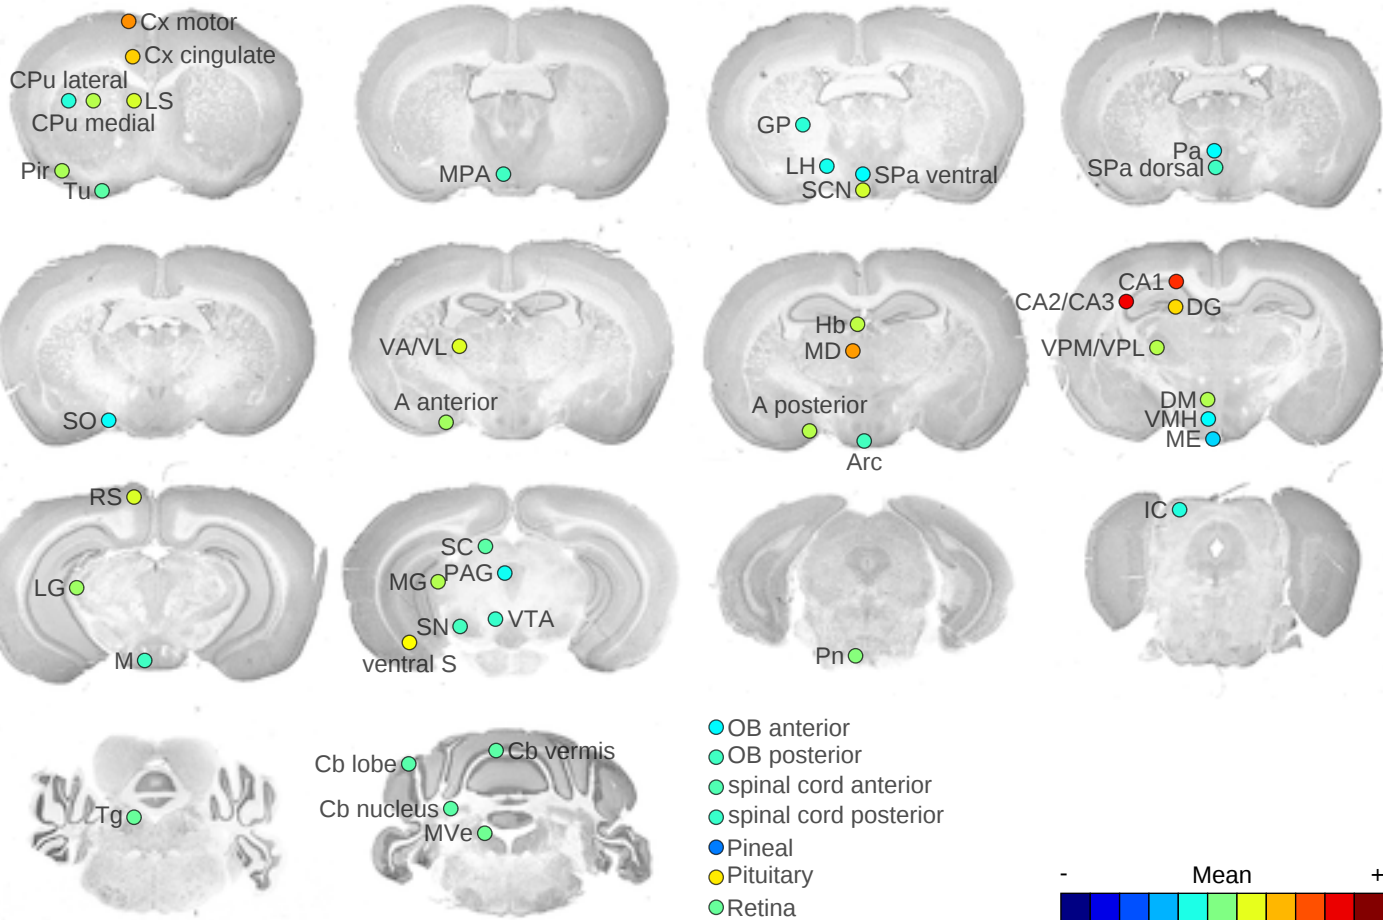 Cx motor
Cx cingulate
CPu lateral
LS
CPu medial
Pir
Tu
MPA
GP
LH
SPa ventral
SCN
Pa
SPa dorsal
SO
VA/VL
A anterior
Hb
MD
A posterior
Arc
CA1
CA2/CA3
DG
VPM/VPL
DM
VMH
ME
RS
LG
M
SC
PAG
MG
VTA
SN
ventral S
Pn
IC
Tg
Cb vermis
Cb lobe
Cb nucleus
MVe
OB anterior
OB posterior
spinal cord anterior
spinal cord posterior
Pineal
Pituitary
Retina
- Mean +